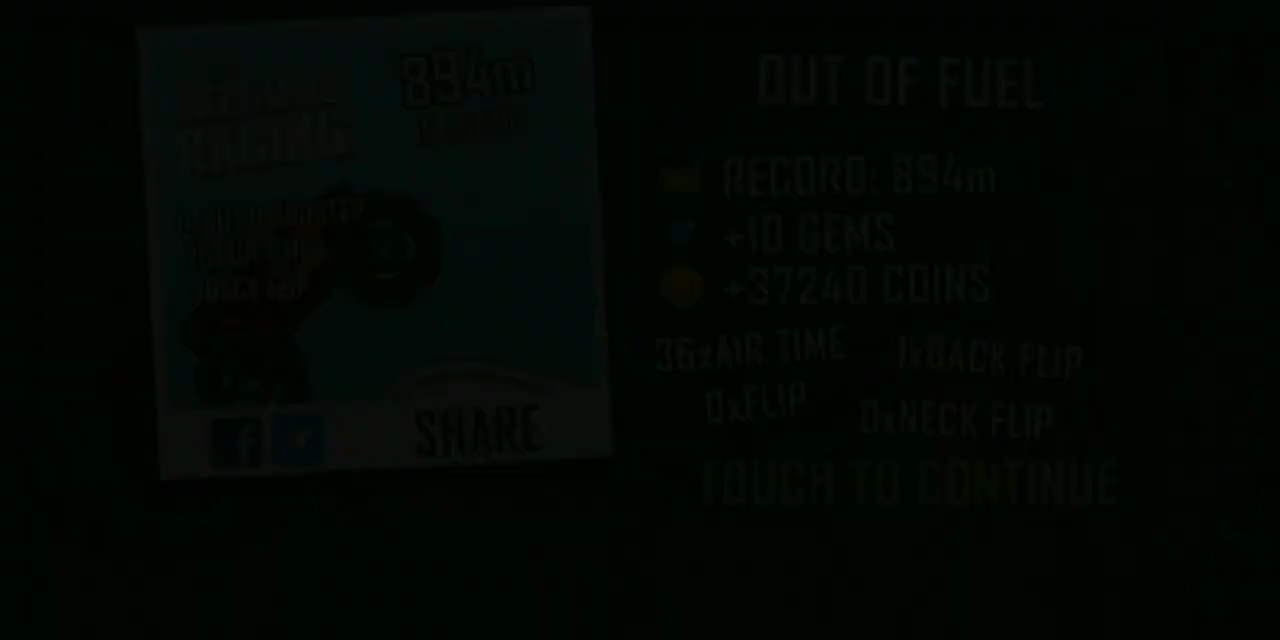 894m
RACING
SHARE
OUT OF FUEL
RECORD: 894m
+10 GEMS
+37240 COINS
36xAIR TIME
1xBACK FLIP
0xFLIP
0xNECK FLIP
TOUCH TO CONTINUE